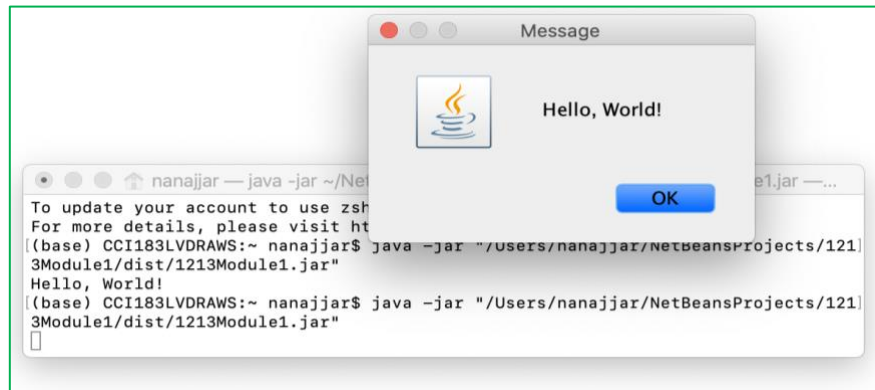 Message
Hello, World!
OK
nanajjar — java -jar ~/Net
e1.jar —...
To update your account to use zsh
For more details, please visit ht
[(base) CCI183LVDRAWS:~ nanajjar$ java -jar "/Users/nanajjar/NetBeansProjects/121]
3Module1/dist/1213Module1.jar"
Hello, World!
[(base) CCI183LVDRAWS:~ nanajjar$ java -jar "/Users/nanajjar/NetBeansProjects/121]
3Module1/dist/1213Module1.jar"